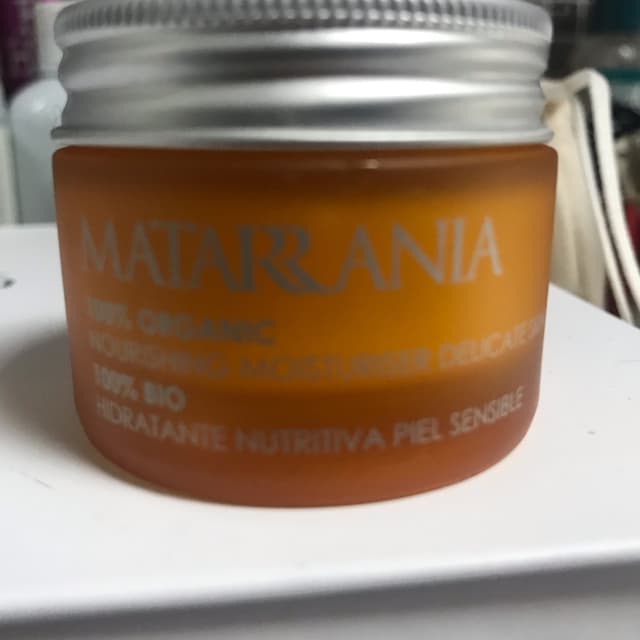 MATARRANIA
100% ORGANIC
NOURISHING MOISTURISER DELICATE
100% BIO
HIDRATANTE NUTRITIVA PIEL SENSIBLE